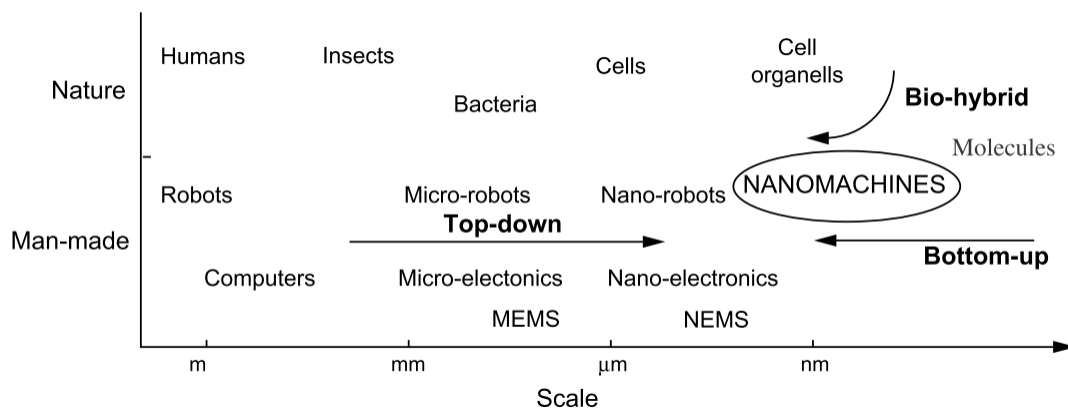 Humans
Insects
Cells
Cell
organells
Nature
Bacteria
Bio-hybrid
Molecules
Robots
Micro-robots
Nano-robots
NANOMACHINES
Top-down
Man-made
Bottom-up
Computers
Micro-electonics
Nano-electronics
MEMS
NEMS
m
mm
μm
nm
Scale